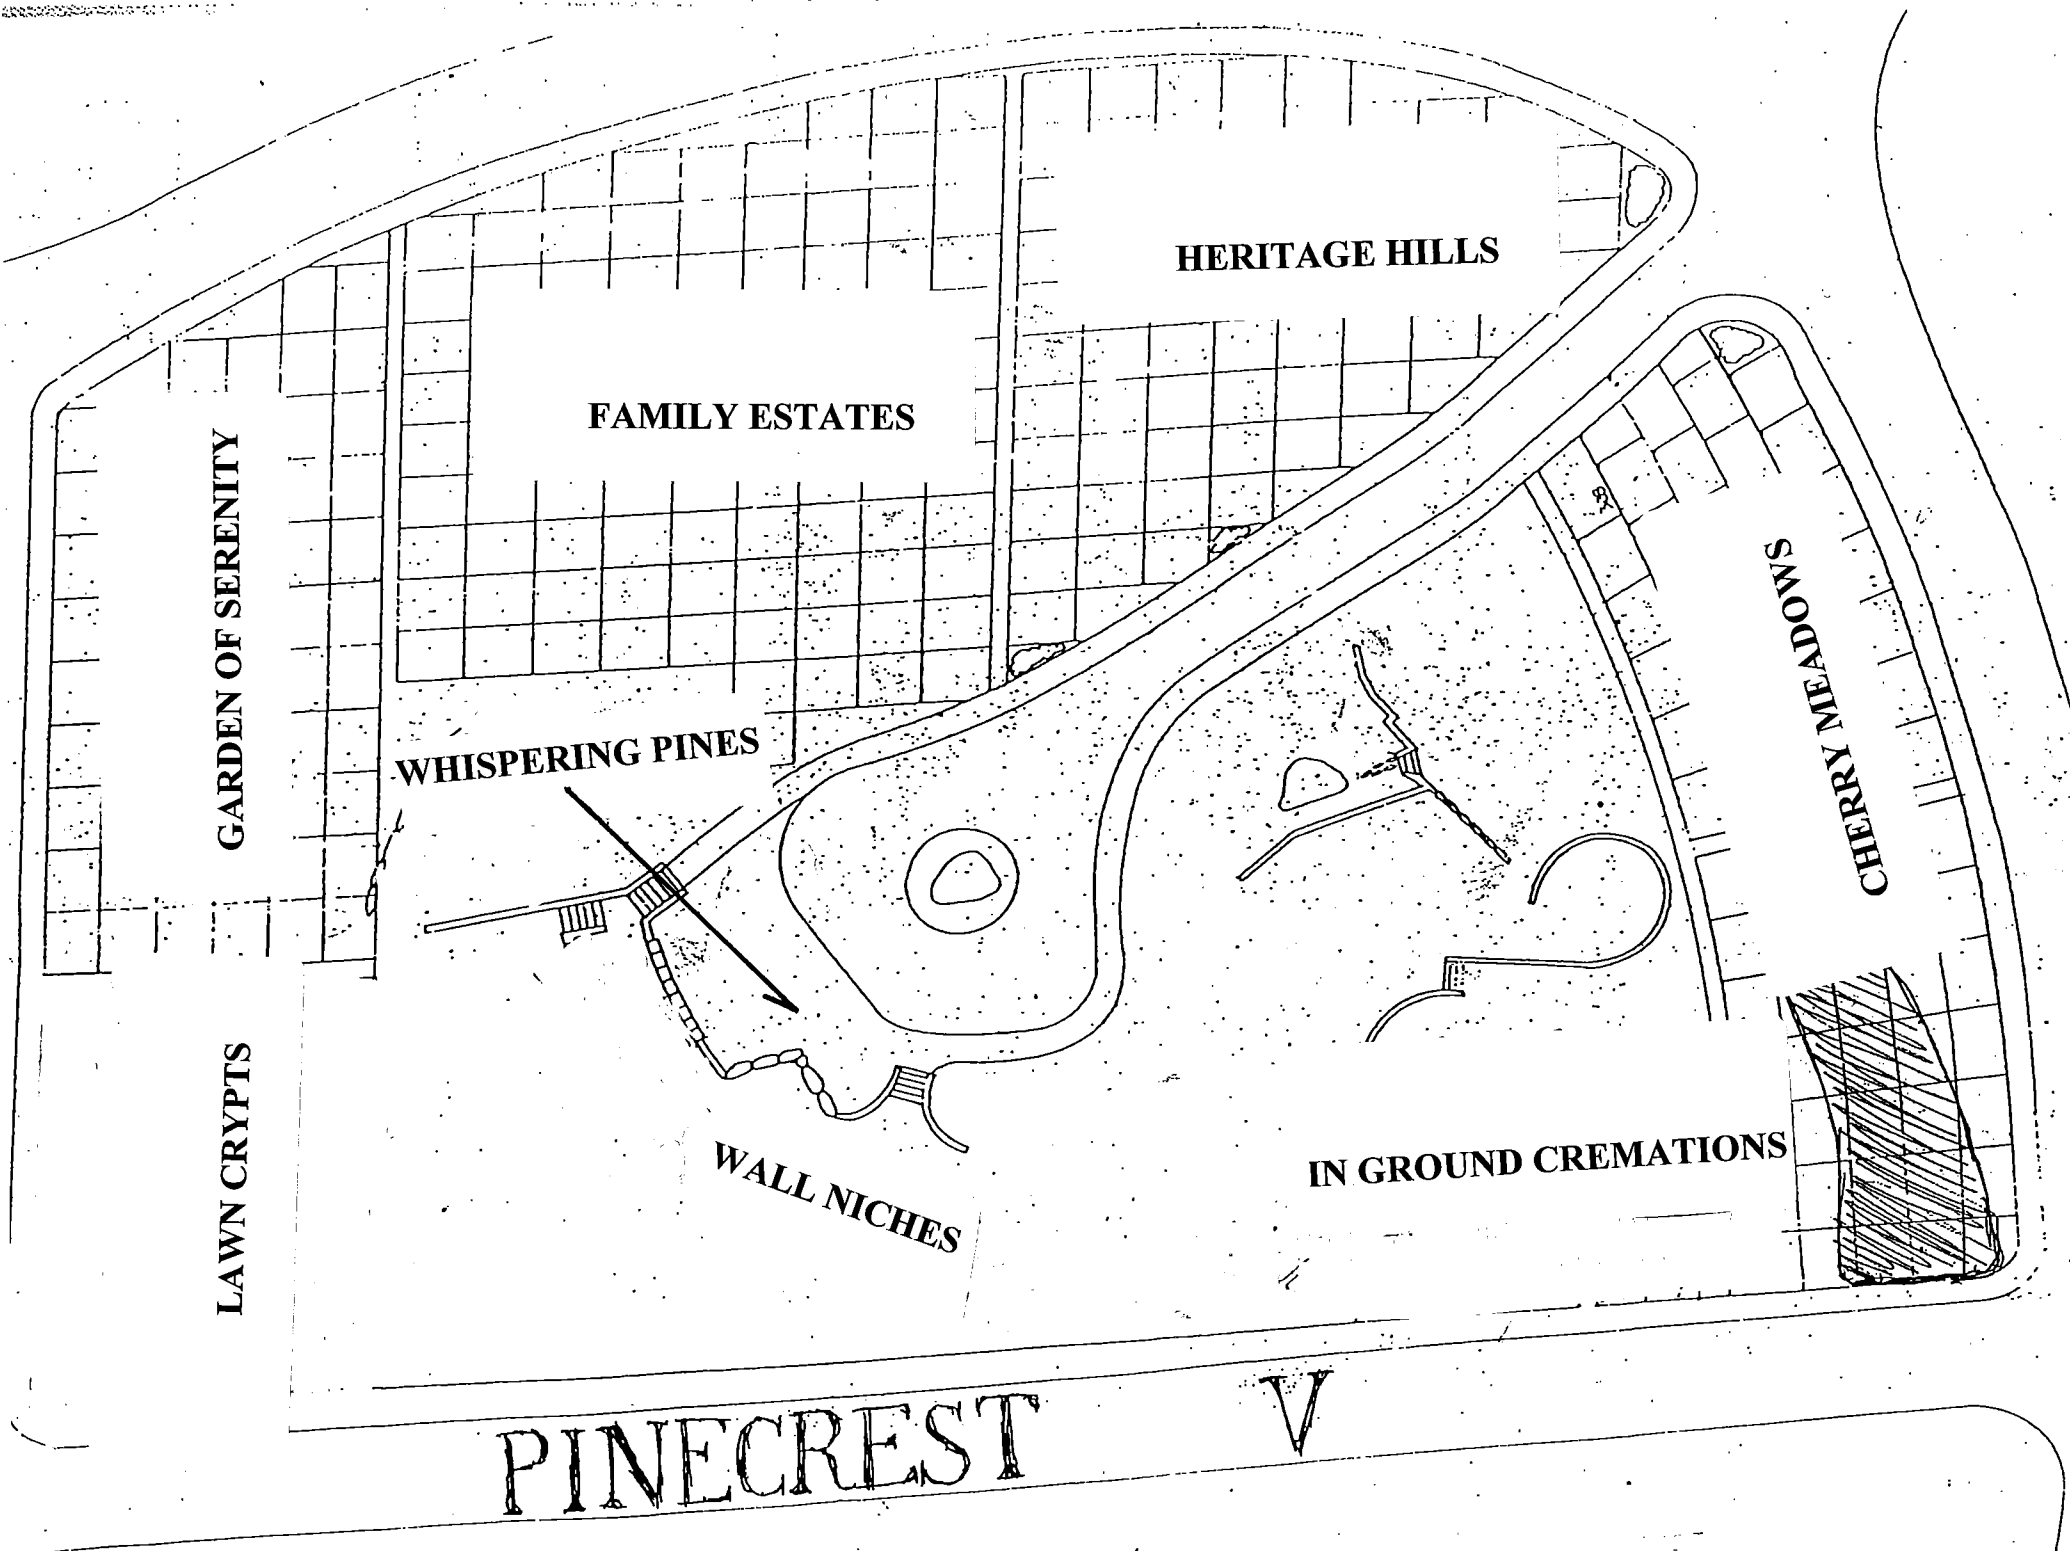 HERITAGE HILLS
FAMILY ESTATES
GARDEN OF SERENITY
CHERRY MEADOWS
WHISPERING PINES
LAWN CRYPTS
WALL NICHES
IN GROUND CREMATIONS
PINECREST V